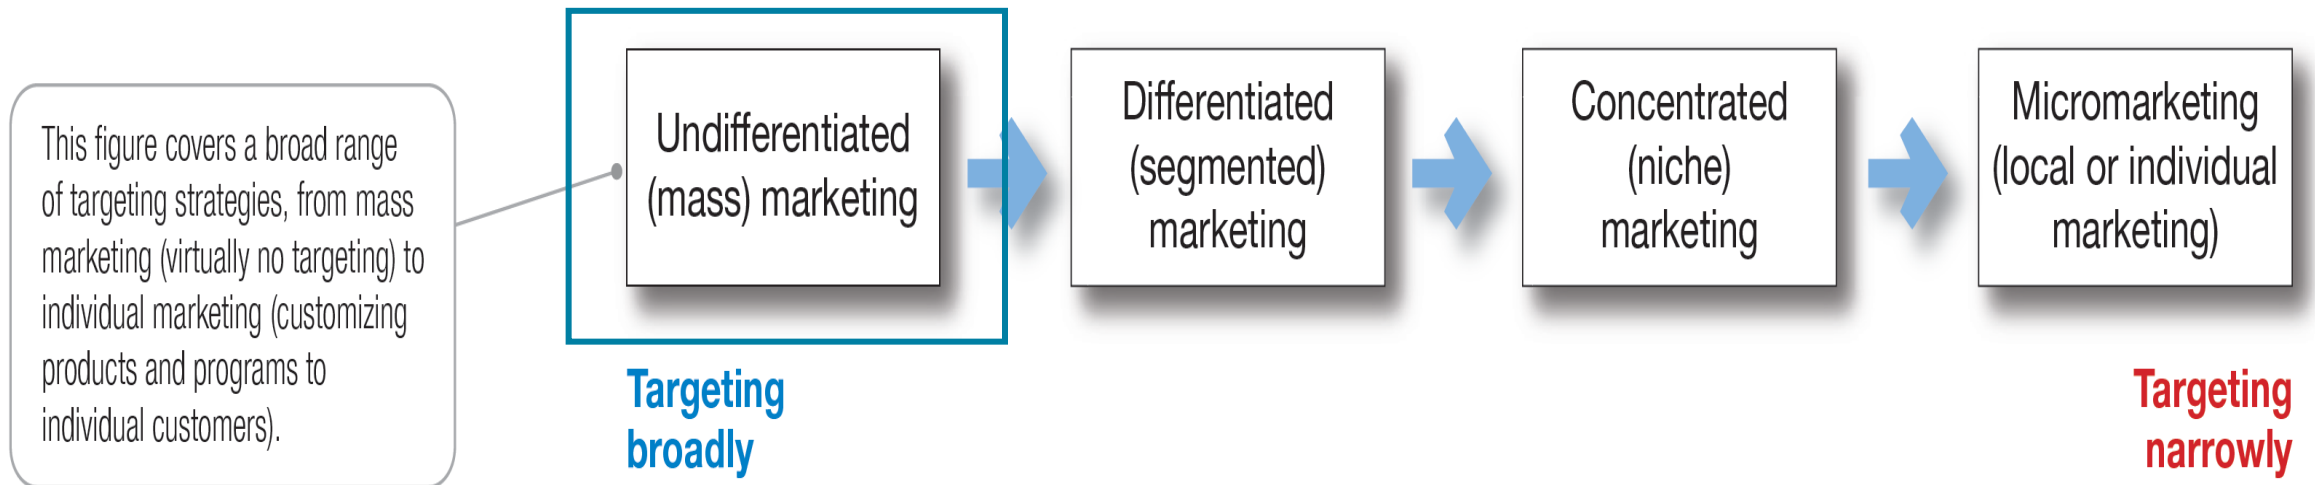 This figure covers a broad range
of targeting strategies, from mass
marketing (virtually no targeting) to
individual marketing (customizing
products and programs to
individual customers).
Undifferentiated
(mass) marketing
Differentiated
(segmented)
marketing
Concentrated
(niche)
marketing
Micromarketing
(local or individual
marketing)
Targeting
broadly
Targeting
narrowly